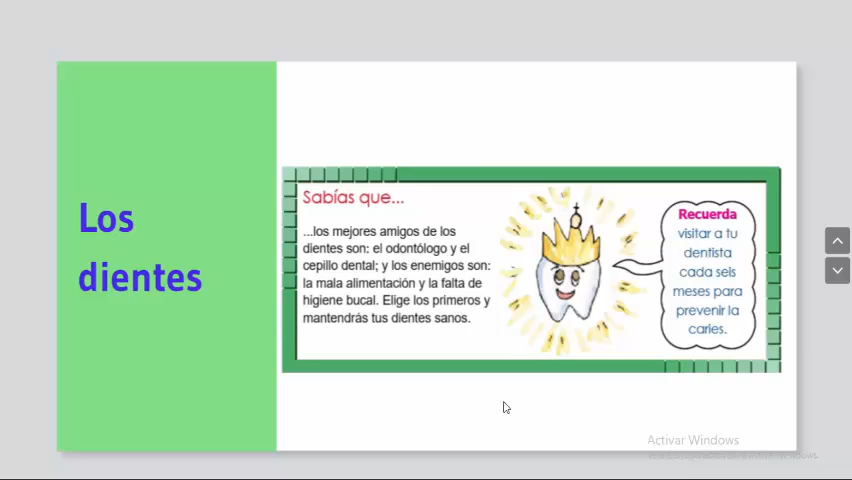 Los
dientes
Sabías que...
...los mejores amigos de los
dientes son: el odontólogo y el
cepillo dental; y los enemigos son:
la mala alimentación y la falta de
higiene bucal. Elige los primeros y
mantendrás tus dientes sanos.
Recuerda
visitar a tu
dentista
cada seis
meses para
prevenir la
caries.
Activar Windows